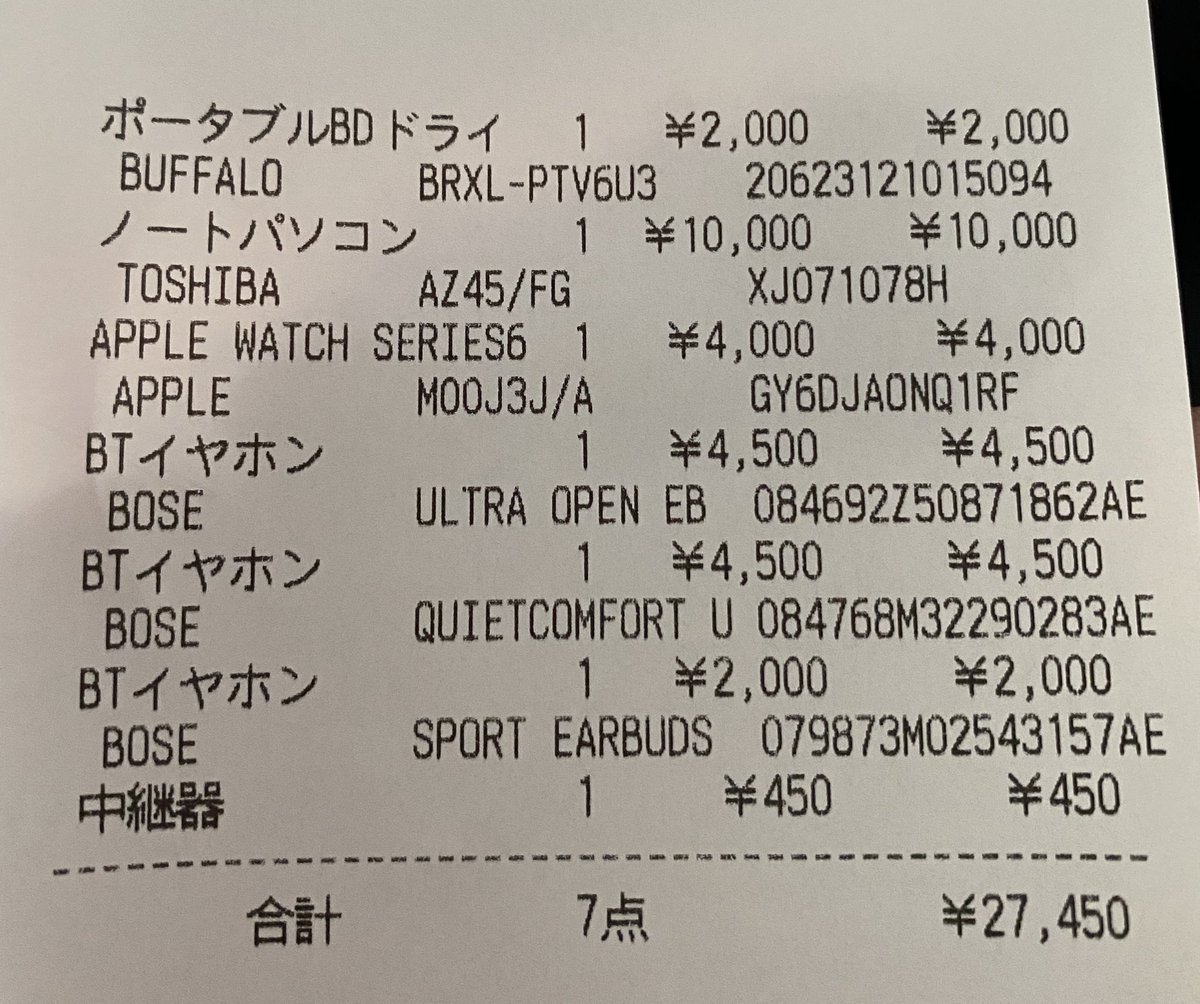 ポータブルBDドライ 1 ¥2,000 ¥2,000
BUFFALO BRXL-PTV6U3 20623121015094
ノートパソコン 1 ¥10,000 ¥10,000
TOSHIBA AZ45/FG XJ071078H
APPLE WATCH SERIES6 1 ¥4,000 ¥4,000
APPLE M00J3J/A GY6DJA0NQ1RF
BTイヤホン 1 ¥4,500 ¥4,500
BOSE ULTRA OPEN EB 084692Z50871862AE
BTイヤホン 1 ¥4,500 ¥4,500
BOSE QUIETCOMFORT U 084768M32290283AE
BTイヤホン 1 ¥2,000 ¥2,000
BOSE SPORT EARBUDS 079873M02543157AE
中継器 1 ¥450 ¥450
合計 7点 ¥27,450